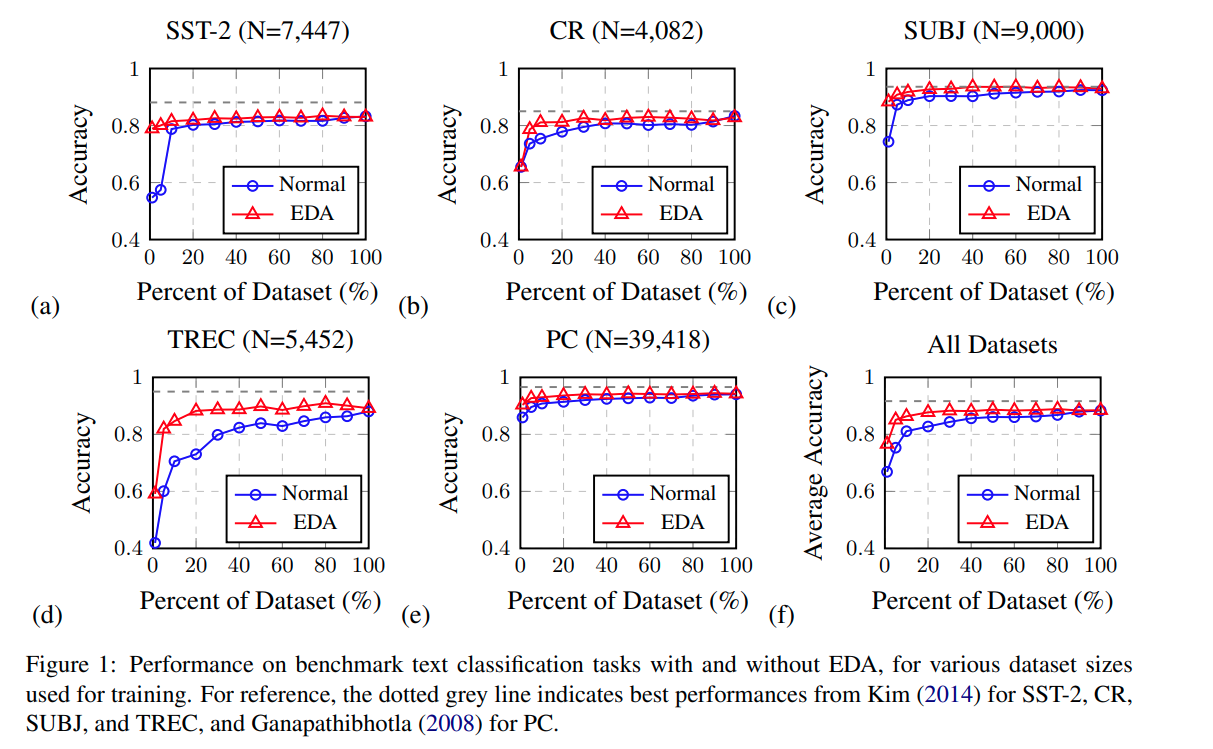 SST-2 (N=7,447)
1
0.8
0.6
0.4
Accuracy
Normal
EDA
0 20 40 60 80 100
Percent of Dataset (%)
(a)
CR (N=4,082)
1
0.8
0.6
0.4
Accuracy
Normal
EDA
0 20 40 60 80 100
Percent of Dataset (%)
(b)
SUBJ (N=9,000)
1
0.8
0.6
0.4
Accuracy
Normal
EDA
0 20 40 60 80 100
Percent of Dataset (%)
(c)
TREC (N=5,452)
1
0.8
0.6
0.4
Accuracy
Normal
EDA
0 20 40 60 80 100
Percent of Dataset (%)
(d)
PC (N=39,418)
1
0.8
0.6
0.4
Accuracy
Normal
EDA
0 20 40 60 80 100
Percent of Dataset (%)
(e)
All Datasets
1
0.8
0.6
0.4
Average Accuracy
Normal
EDA
0 20 40 60 80 100
Percent of Dataset (%)
(f)
Figure 1: Performance on benchmark text classification tasks with and without EDA, for various dataset sizes
used for training. For reference, the dotted grey line indicates best performances from Kim (2014) for SST-2, CR,
SUBJ, and TREC, and Ganapathibhotla (2008) for PC.